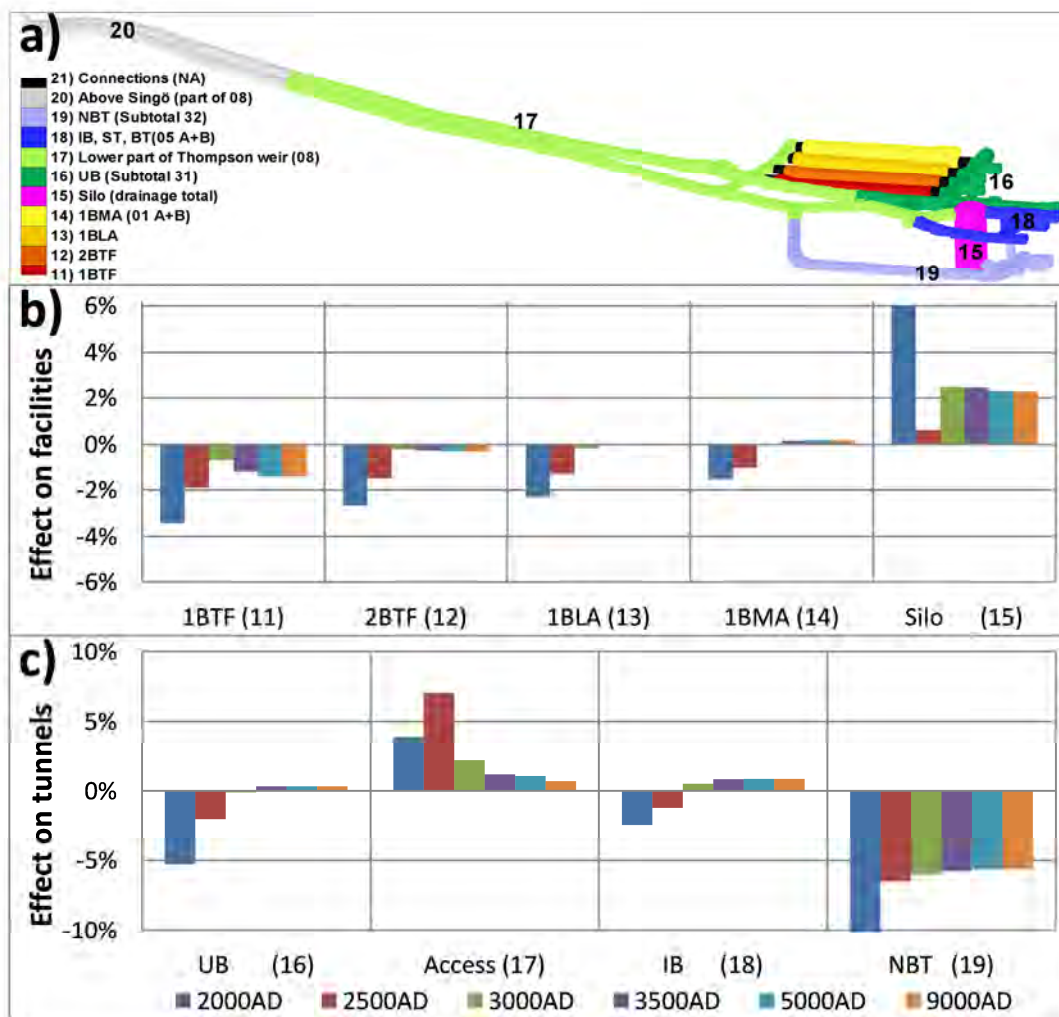 a)
20
21) Connections (NA)
20) Above Singö (part of 08)
19) NBT (Subtotal 32)
18) IB, ST, BT(05 A+B)
17) Lower part of Thompson weir (08)
16) UB (Subtotal 31)
15) Silo (drainage total)
14) 1BMA (01 A+B)
13) 1BLA
12) 2BTF
11) 1BTF
17
16
18
15
19
b)
Effect on facilities
6%
4%
2%
0%
-2%
-4%
-6%
1BTF (11) 2BTF (12) 1BLA (13) 1BMA (14) Silo (15)
c)
Effect on tunnels
10%
5%
0%
-5%
-10%
UB (16) Access (17) IB (18) NBT (19)
2000AD 2500AD 3000AD 3500AD 5000AD 9000AD